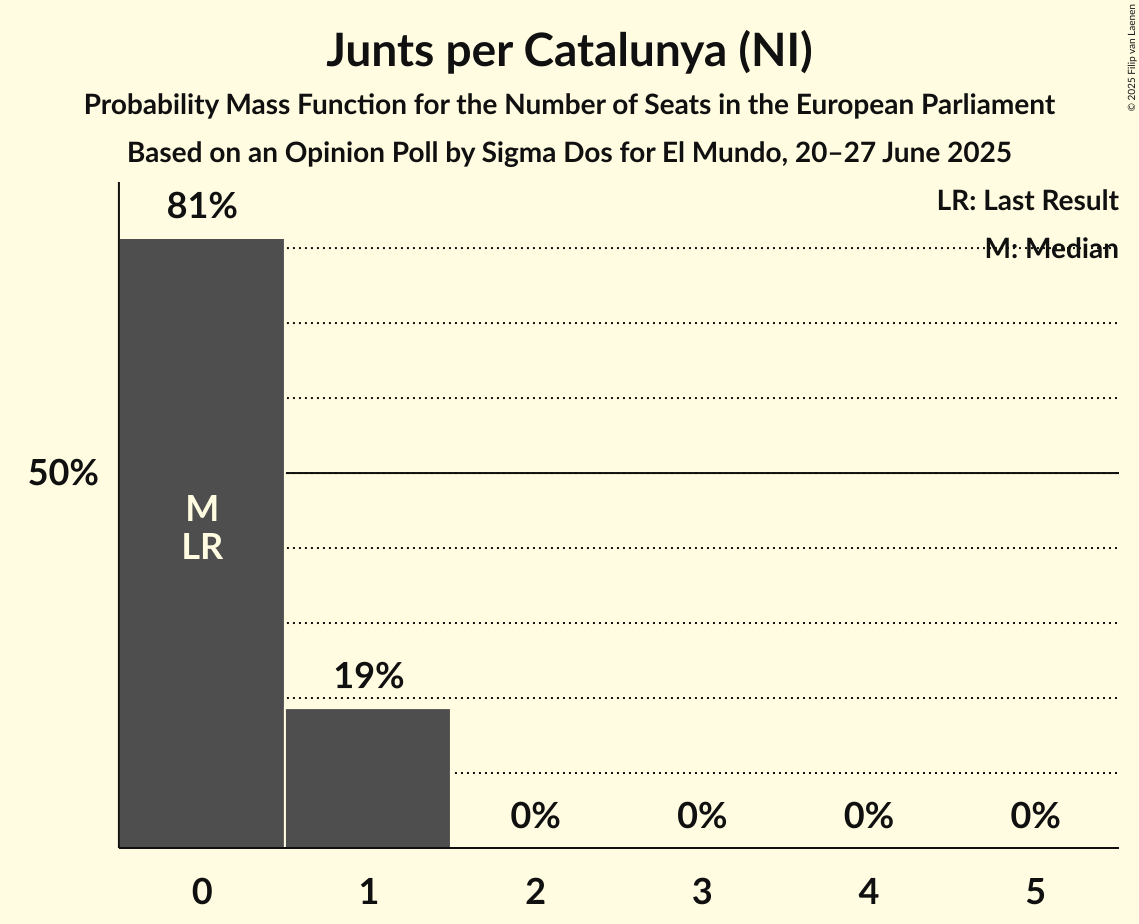 Junts per Catalunya (NI)
Probability Mass Function for the Number of Seats in the European Parliament
Based on an Opinion Poll by Sigma Dos for El Mundo, 20–27 June 2025
© 2025 Filip van Laenen
LR: Last Result
M: Median
81%
50%
M
LR
19%
0%
0%
0%
0%
0
1
2
3
4
5